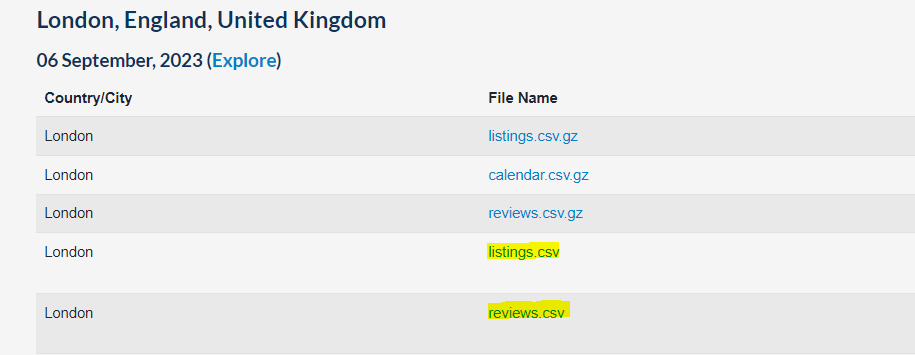 London, England, United Kingdom
06 September, 2023 (Explore)
Country/City File Name
London listings.csv.gz
London calendar.csv.gz
London reviews.csv.gz
London listings.csv
London reviews.csv